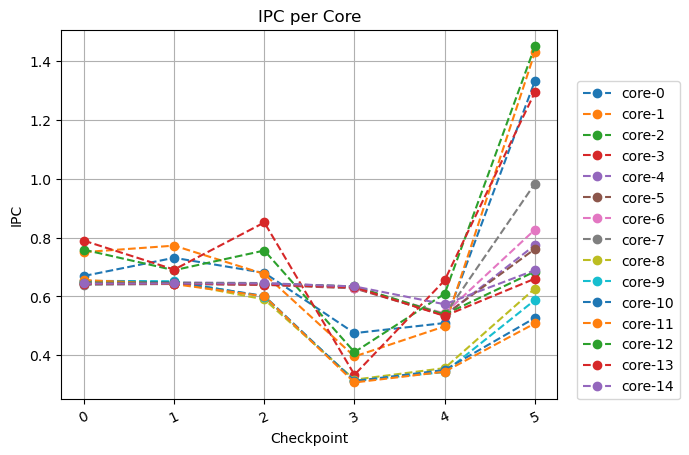 IPC per Core
IPC
1.4
1.2
1.0
0.8
0.6
0.4
0
1
2
3
4
5
Checkpoint
core-0
core-1
core-2
core-3
core-4
core-5
core-6
core-7
core-8
core-9
core-10
core-11
core-12
core-13
core-14